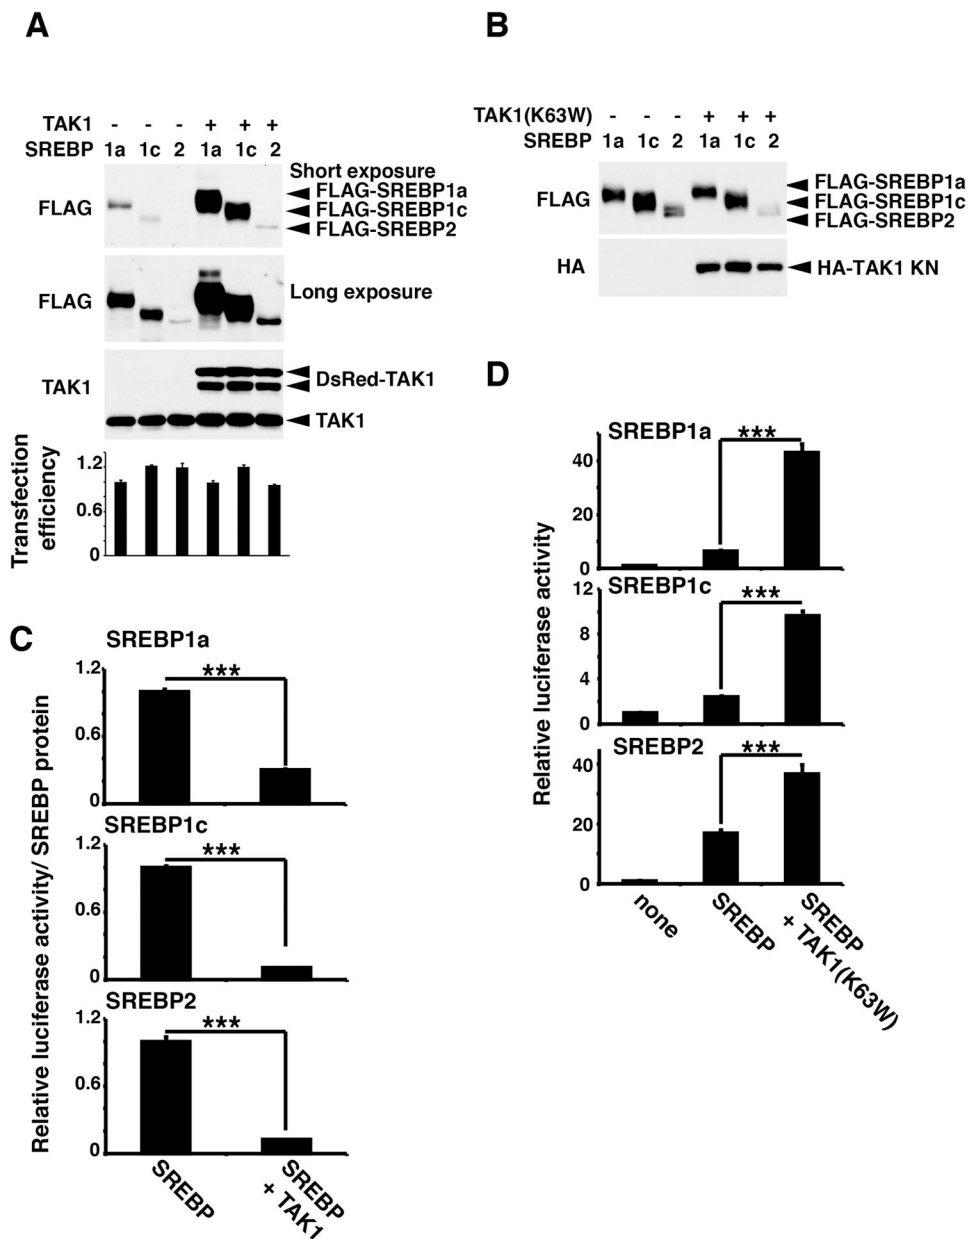 A
TAK1 - - - + + +
SREBP 1a 1c 2 1a 1c 2
Short exposure
FLAG
FLAG-SREBP1a
FLAG-SREBP1c
FLAG-SREBP2
FLAG
Long exposure
TAK1
DsRed-TAK1
TAK1
Transfection
efficiency
1.2
0.6
0
B
TAK1(K63W) - - - + + +
SREBP 1a 1c 2 1a 1c 2
FLAG
FLAG-SREBP1a
FLAG-SREBP1c
FLAG-SREBP2
HA
HA-TAK1 KN
C
Relative luciferase activity/ SREBP protein
SREBP1a
1.2
***
0.6
0
SREBP1c
1.2
***
0.6
0
SREBP2
1.2
***
0.6
0
SREBP
SREBP
+ TAK1
D
Relative luciferase activity
SREBP1a
***
40
20
0
SREBP1c
12
***
8
4
0
SREBP2
***
40
20
0
none
SREBP
SREBP
+ TAK1(K63W)